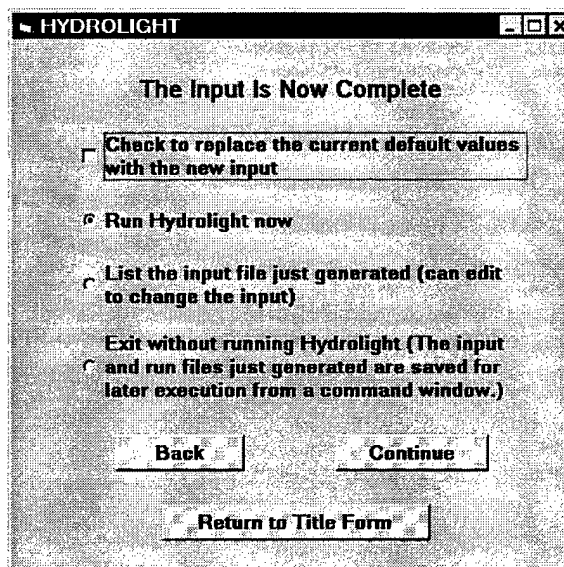 HYDROLIGHT
The Input Is Now Complete
Check to replace the current default values
with the new input
Run Hydrolight now
List the input file just generated (can edit
to change the input)
Exit without running Hydrolight (The input
and run files just generated are saved for
later execution from a command window.)
Back Continue
Return to Title Form